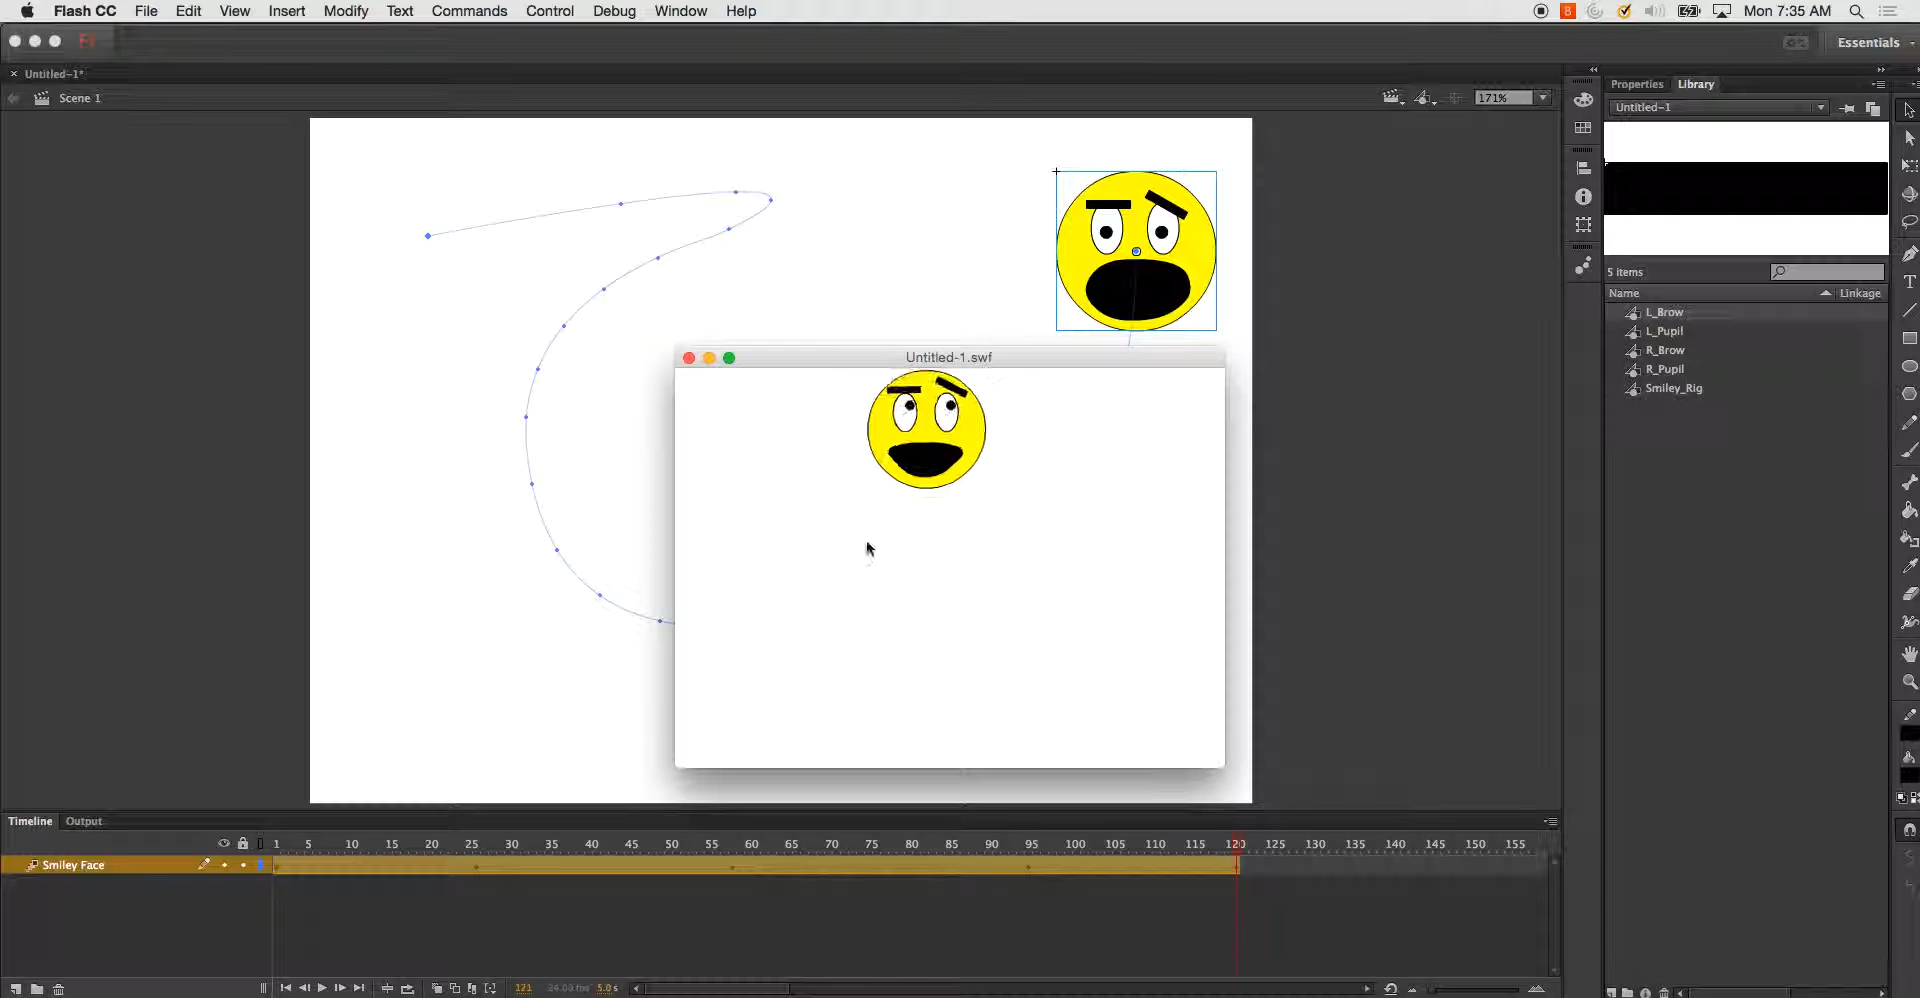 Flash CC File Edit View Insert Modify Text Commands Control Debug Window Help Mon 7:35 AM
Essentials
Untitled-1*
Scene 1 171%
Properties Library
Untitled-1
5 items
Name Linkage
L_Brow
L_Pupil
R_Brow
R_Pupil
Smiley_Rig
Untitled-1.swf
Timeline Output
1 5 10 15 20 25 30 35 40 45 50 55 60 65 70 75 80 85 90 95 100 105 110 115 120 125 130 135 140 145 150 155
Smiley Face
121 24.00 fps 5.0 s